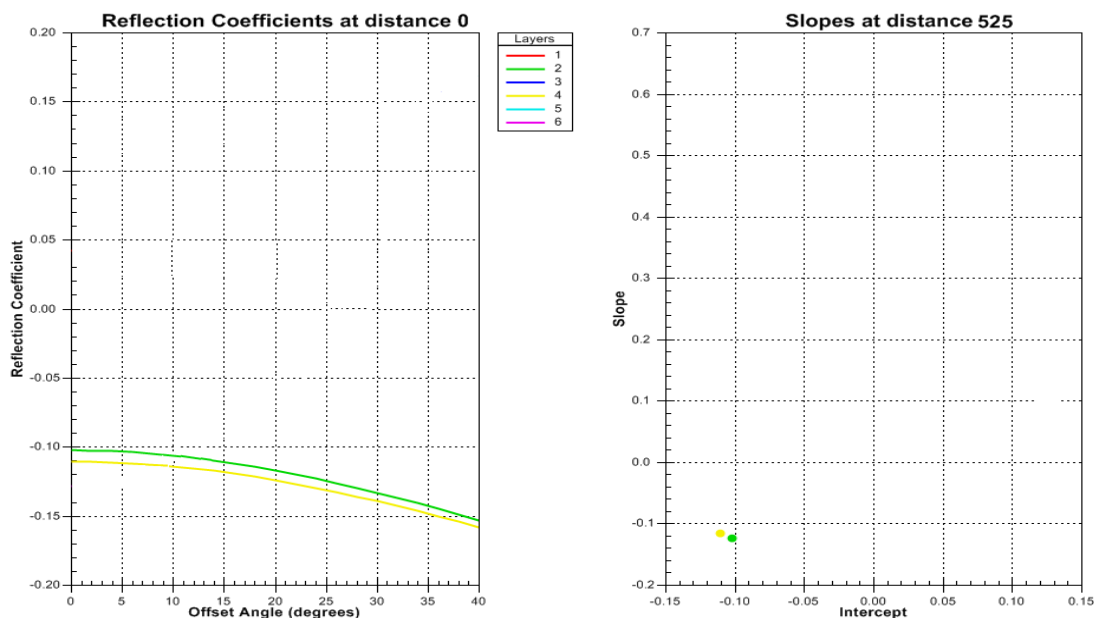 Reflection Coefficients at distance 0
0.20
0.15
0.10
0.05
0.00
-0.05
-0.10
-0.15
-0.20
Reflection Coefficient
0 5 10 15 20 25 30 35 40
Offset Angle (degrees)
Layers
1
2
3
4
5
6
Slopes at distance 525
0.7
0.6
0.5
0.4
0.3
0.2
0.1
0.0
-0.1
-0.2
Slope
-0.15 -0.10 -0.05 0.00 0.05 0.10 0.15
Intercept